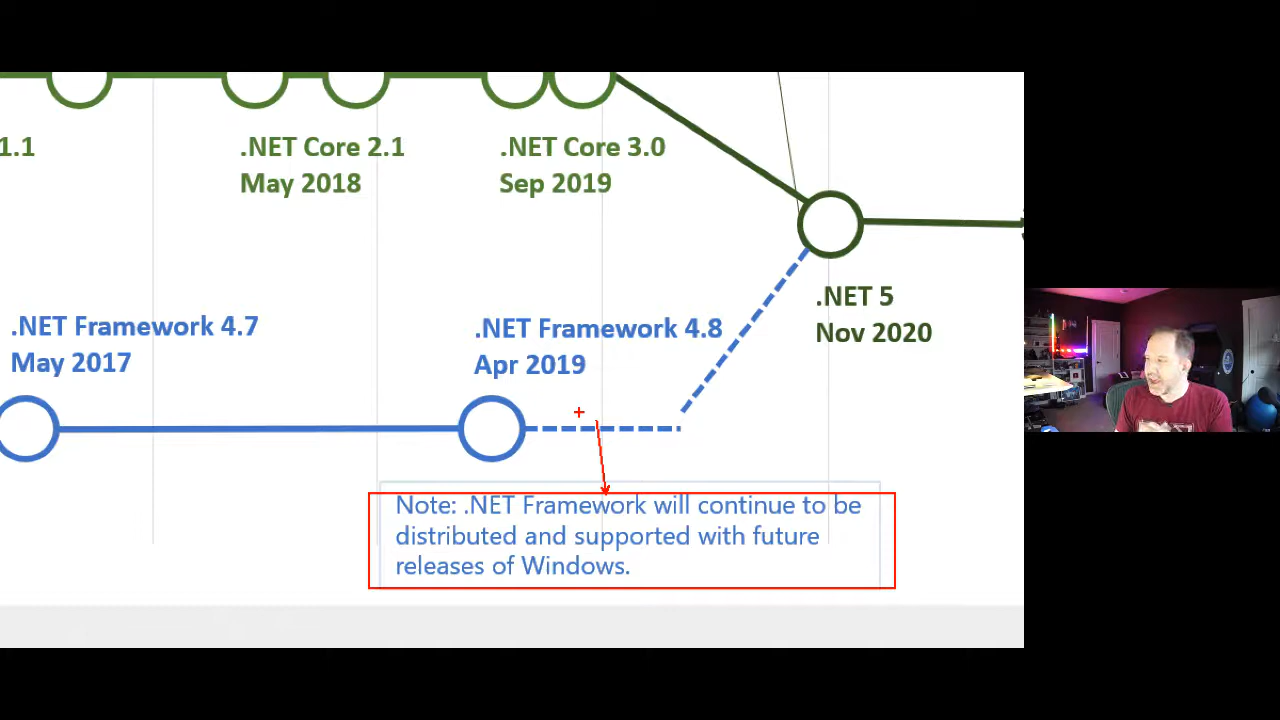 1.1
.NET Core 2.1
May 2018
.NET Core 3.0
Sep 2019
.NET 5
Nov 2020
.NET Framework 4.7
May 2017
.NET Framework 4.8
Apr 2019
Note: .NET Framework will continue to be
distributed and supported with future
releases of Windows.